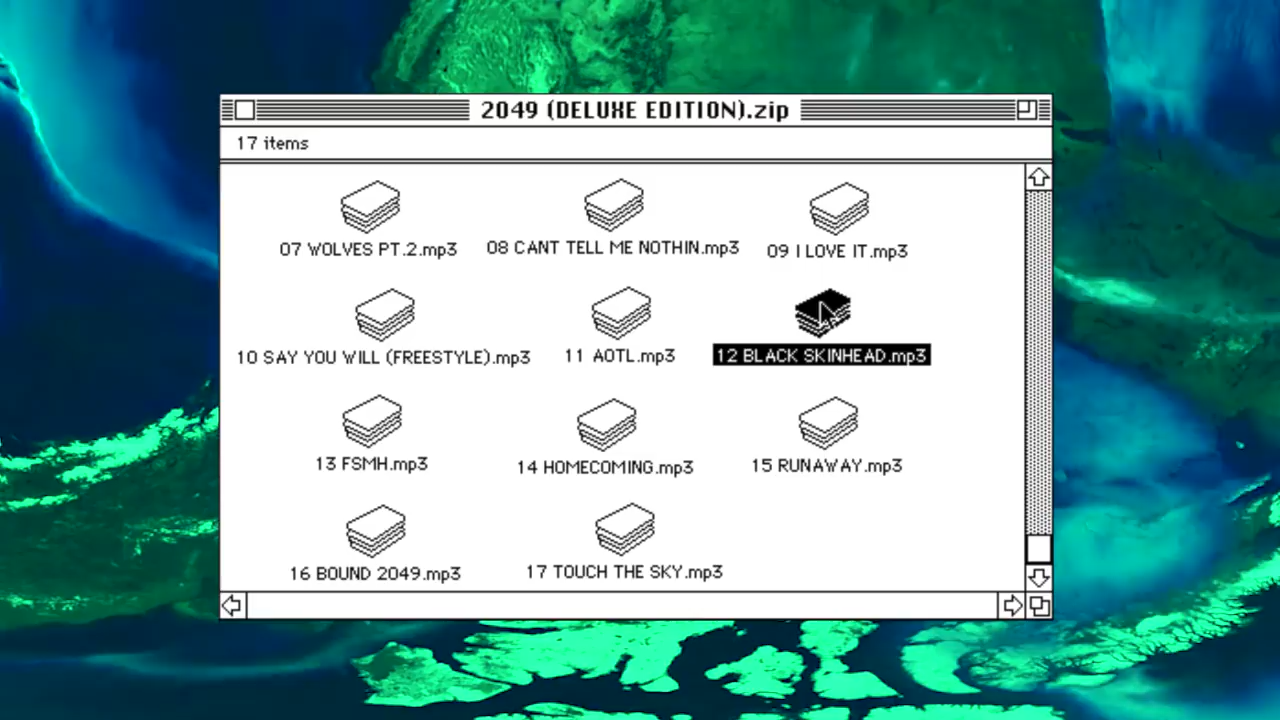 2049 (DELUXE EDITION).zip
17 items
07 WOLVES PT.2.mp3
08 CANT TELL ME NOTHIN.mp3
09 I LOVE IT.mp3
10 SAY YOU WILL (FREESTYLE).mp3
11 AOTL.mp3
12 BLACK SKINHEAD.mp3
13 FSMH.mp3
14 HOMECOMING.mp3
15 RUNAWAY.mp3
16 BOUND 2049.mp3
17 TOUCH THE SKY.mp3